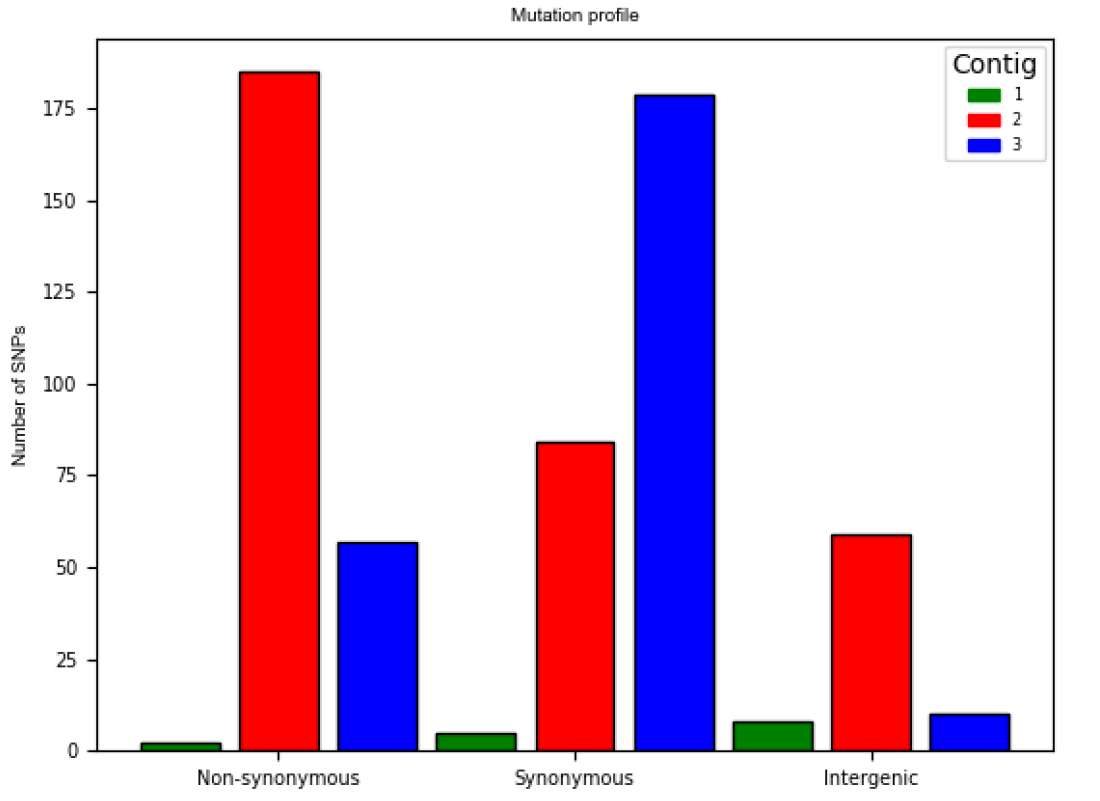 Mutation profile
Contig
1
2
3
175
150
125
100
75
50
25
0
Number of SNPs
Non-synonymous
Synonymous
Intergenic